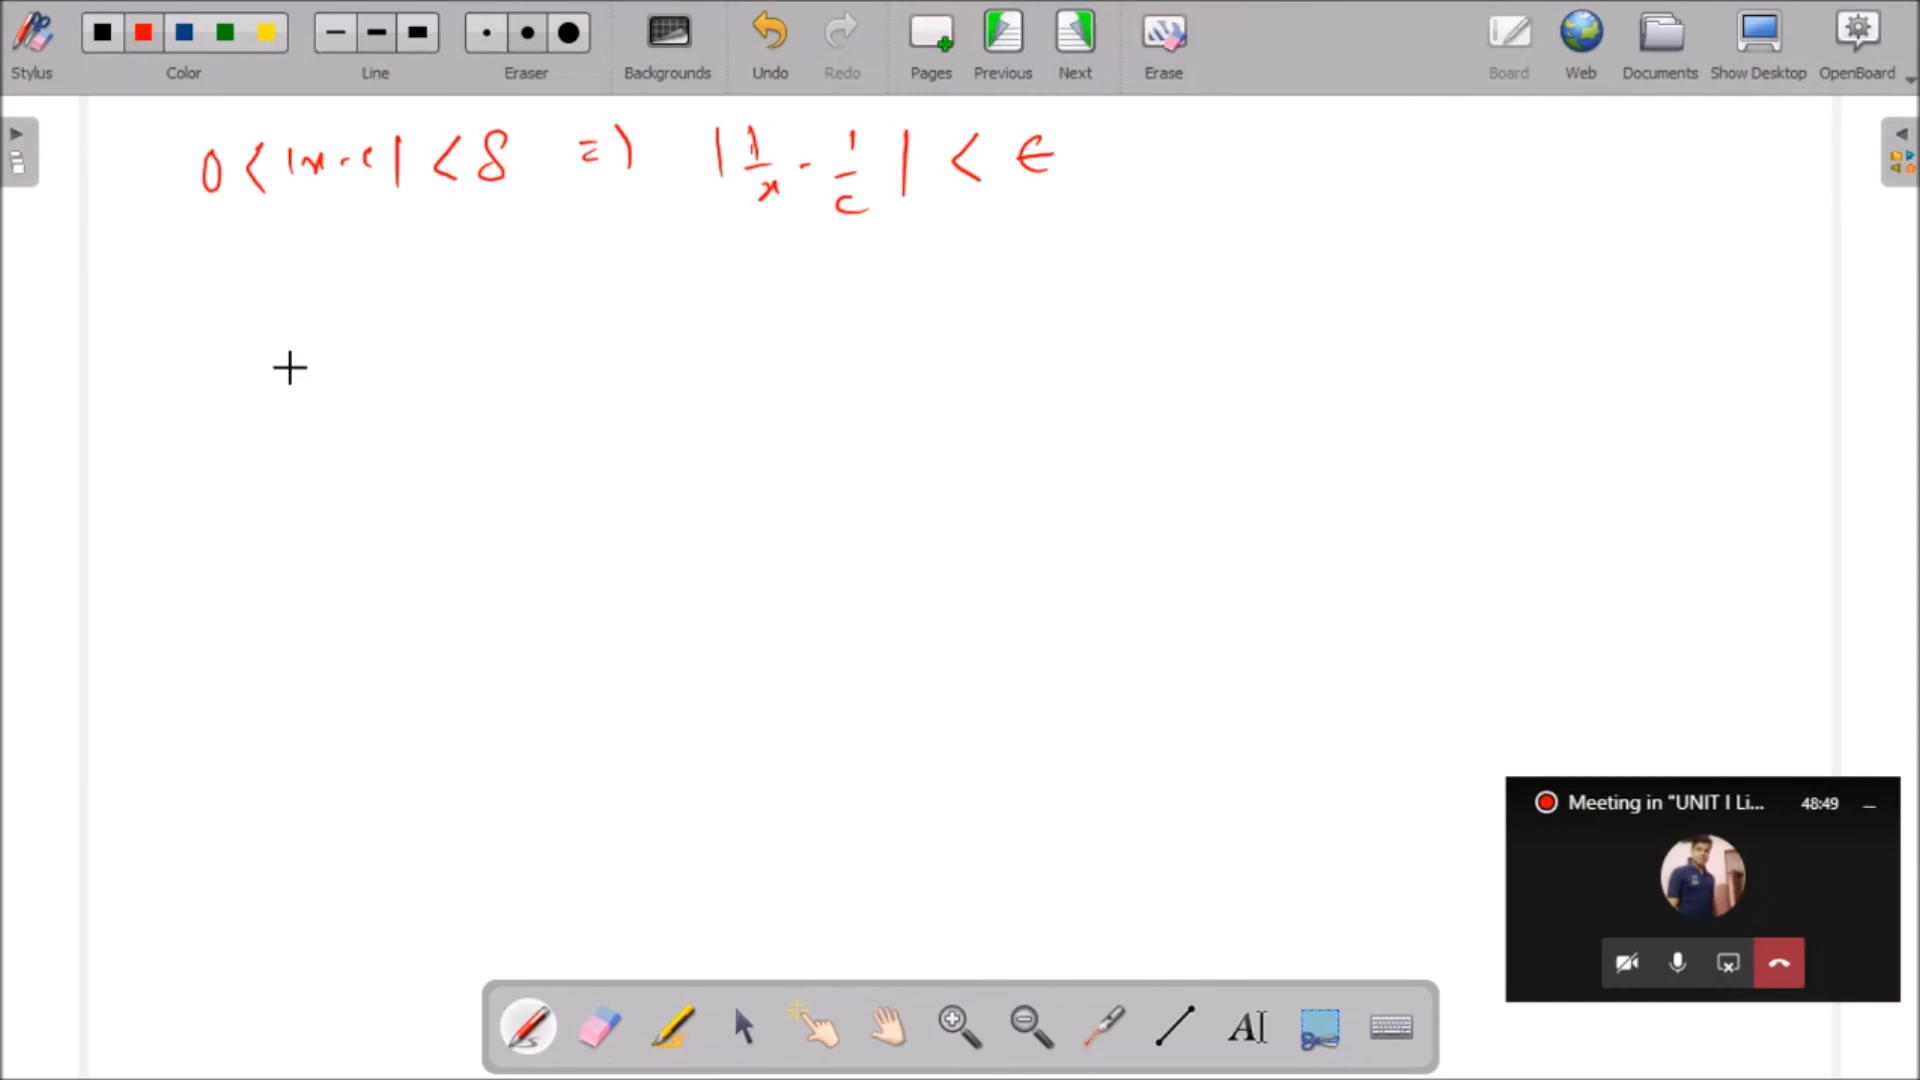 Stylus Color Line Eraser Backgrounds Undo Redo Pages Previous Next Erase Board Web Documents Show Desktop OpenBoard
0 < |x - c| < δ => |1/x - 1/c| < ∈
Meeting in "UNIT I Li... 48:49
AI